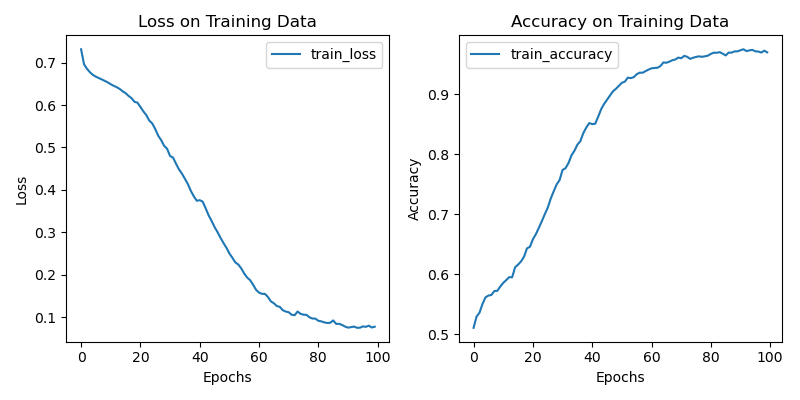 Loss on Training Data
train_loss
0.7
0.6
0.5
0.4
0.3
0.2
0.1
Loss
0 20 40 60 80 100
Epochs
Accuracy on Training Data
train_accuracy
0.9
0.8
0.7
0.6
0.5
Accuracy
0 20 40 60 80 100
Epochs